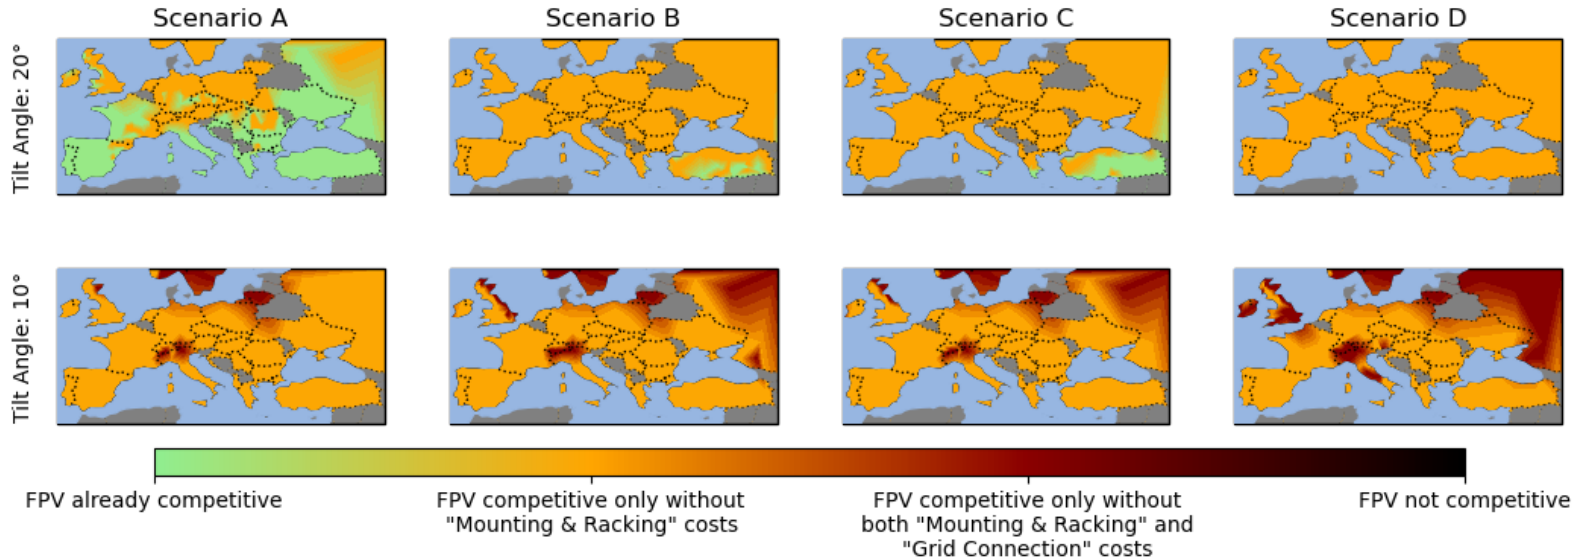 Scenario A
Scenario B
Scenario C
Scenario D
Tilt Angle: 20°
Tilt Angle: 10°
FPV already competitive
FPV competitive only without
"Mounting & Racking" costs
FPV competitive only without
both "Mounting & Racking" and
"Grid Connection" costs
FPV not competitive